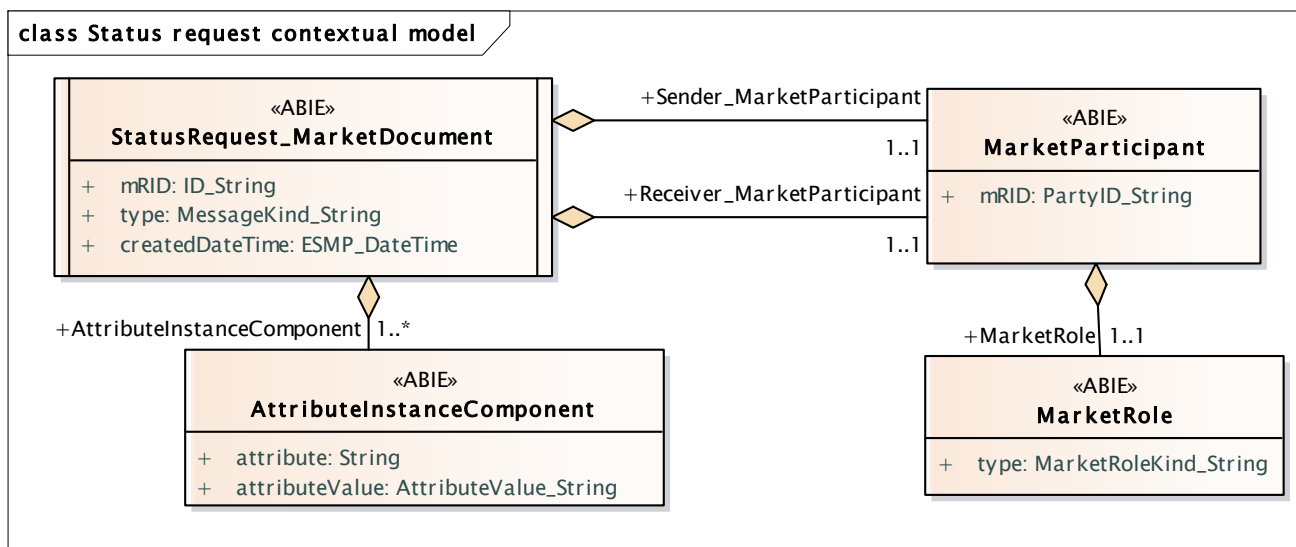 class Status request contextual model
«ABIE»
StatusRequest_MarketDocument
+ mRID: ID_String
+ type: MessageKind_String
+ createdDateTime: ESMP_DateTime
+Sender_MarketParticipant
1..1
+Receiver_MarketParticipant
1..1
«ABIE»
MarketParticipant
+ mRID: PartyID_String
+AttributeInstanceComponent 1..*
«ABIE»
AttributeInstanceComponent
+ attribute: String
+ attributeValue: AttributeValue_String
+MarketRole 1..1
«ABIE»
MarketRole
+ type: MarketRoleKind_String